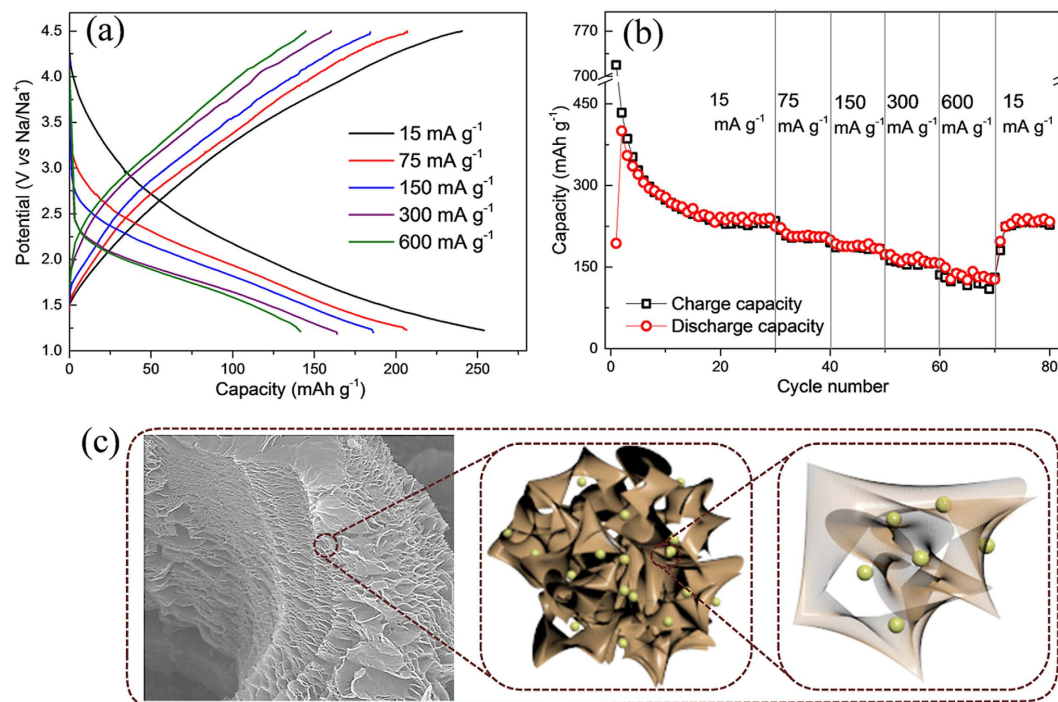 (a)
4.5
4.0
3.5
3.0
2.5
2.0
1.5
1.0
Potential (V vs Na/Na⁺)
15 mA g⁻¹
75 mA g⁻¹
150 mA g⁻¹
300 mA g⁻¹
600 mA g⁻¹
0 50 100 150 200 250
Capacity (mAh g⁻¹)
(b)
770
700
450
300
150
0
Capacity (mAh g⁻¹)
15 75 150 300 600 15
mA g⁻¹ mA g⁻¹ mA g⁻¹ mA g⁻¹ mA g⁻¹ mA g⁻¹
Charge capacity
Discharge capacity
0 20 40 60 80
Cycle number
(c)